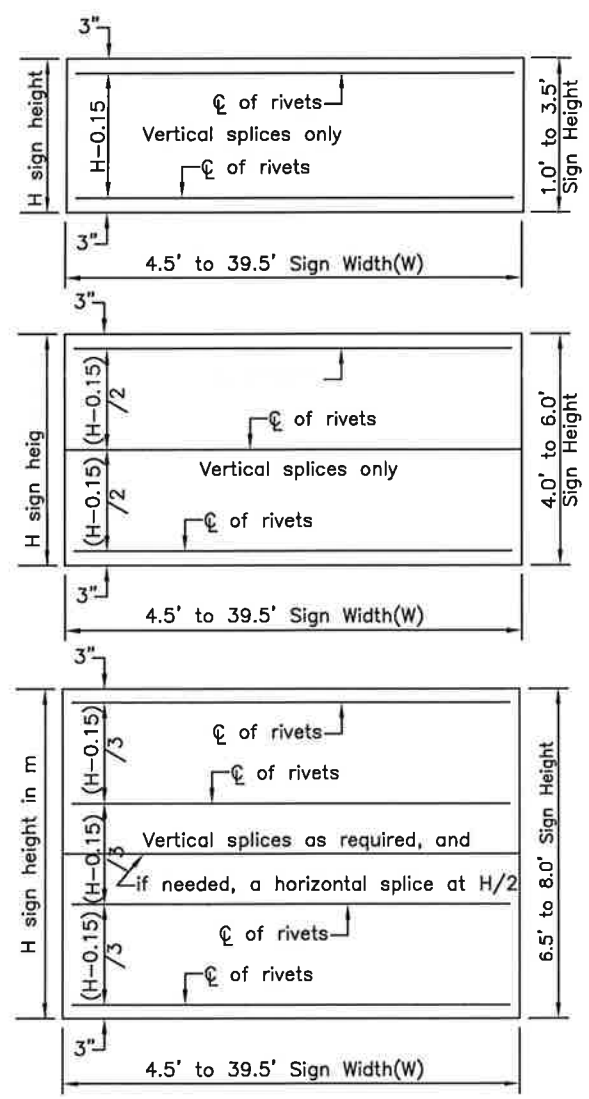 3"
H sign height
H-0.15
℄ of rivets
Vertical splices only
℄ of rivets
1.0' to 3.5'
Sign Height
3"
4.5' to 39.5' Sign Width(W)
3"
H sign heig
(H-0.15)
/2
℄ of rivets
Vertical splices only
(H-0.15)
/2
℄ of rivets
4.0' to 6.0'
Sign Height
3"
4.5' to 39.5' Sign Width(W)
3"
H sign height in m
(H-0.15)
/3
℄ of rivets
℄ of rivets
(H-0.15)
/3
Vertical splices as required, and
if needed, a horizontal splice at H/2
(H-0.15)
/3
℄ of rivets
℄ of rivets
6.5' to 8.0' Sign Height
3"
4.5' to 39.5' Sign Width(W)